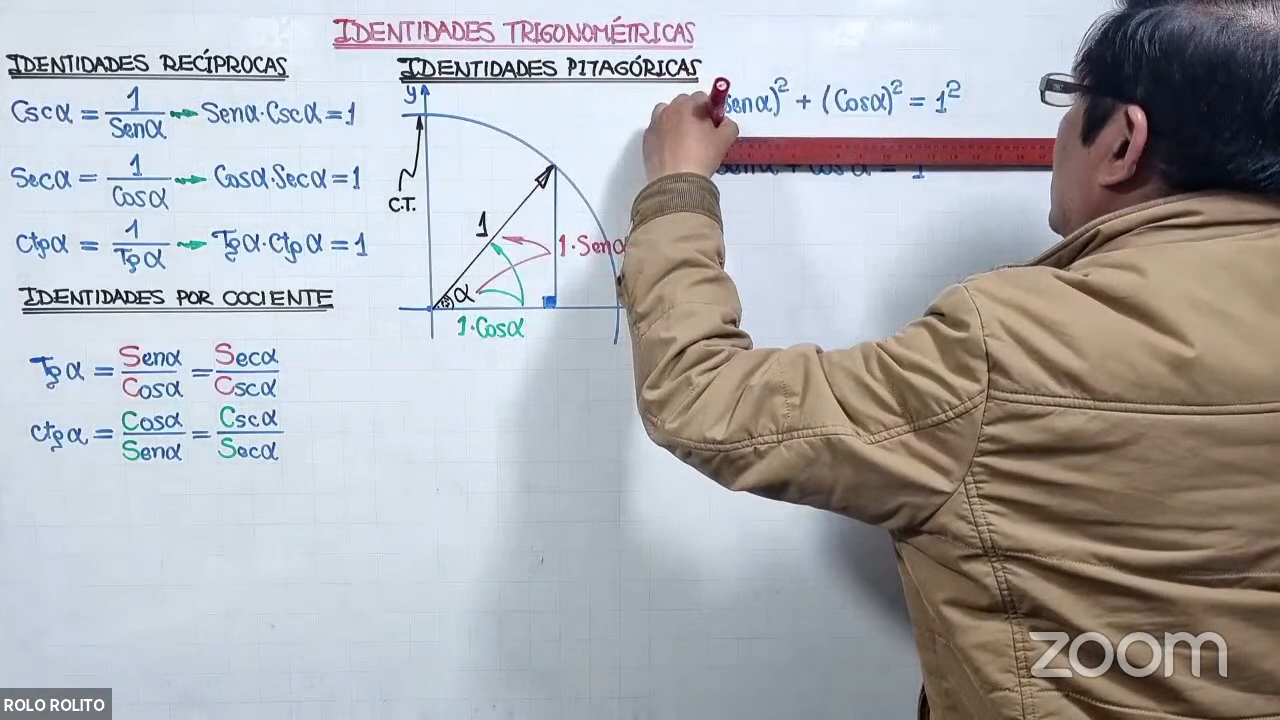 IDENTIDADES TRIGONOMÉTRICAS
IDENTIDADES RECÍPROCAS
Cscα = 1/Senα → Senα·Cscα = 1
Secα = 1/Cosα → Cosα·Secα = 1
Ctgα = 1/Tgα → Tgα·Ctgα = 1
IDENTIDADES POR COCIENTE
Tgα = Senα/Cosα = Secα/Cscα
Ctgα = Cosα/Senα = Cscα/Secα
IDENTIDADES PITAGÓRICAS
y
C.T.
1
α
1·Senα
1·Cosα
Senα)² + (Cosα)² = 1²
zoom
ROLO ROLITO